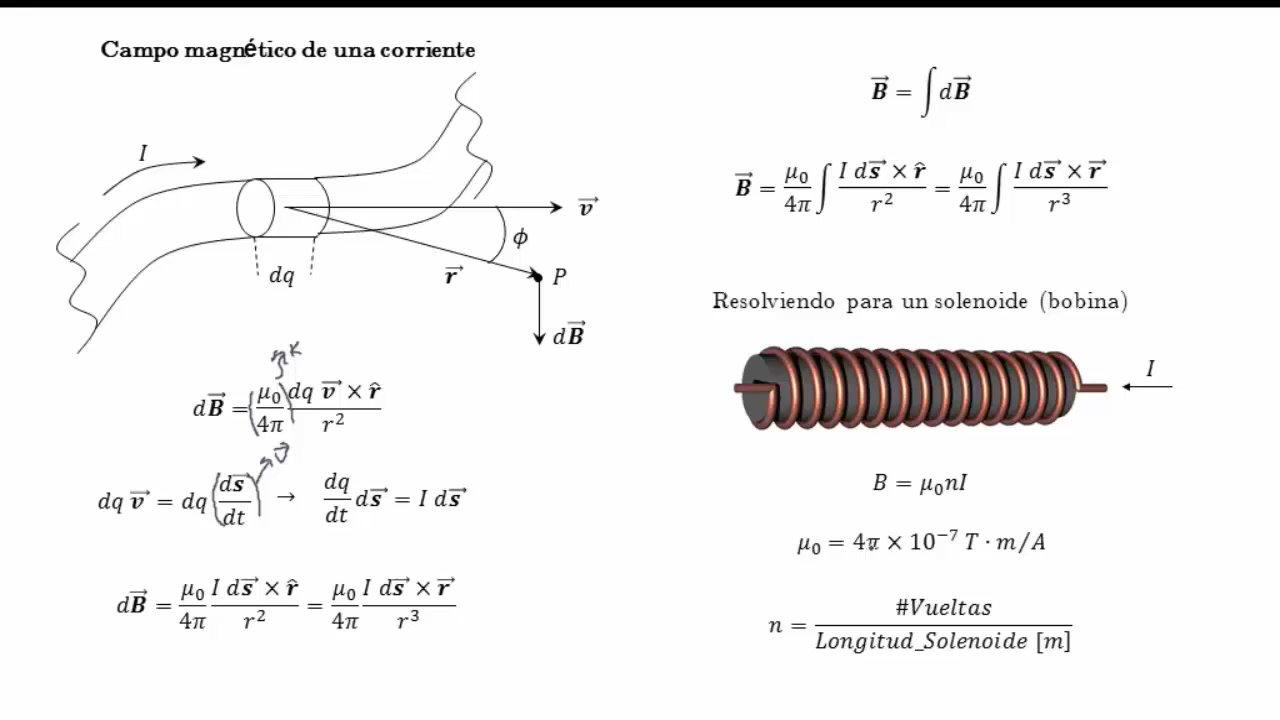 Campo magnético de una corriente
I
v⃗
ϕ
dq
r⃗
P
dB⃗
dB⃗ = (μ₀/4π) dq v⃗ × r̂ / r²
dq v⃗ = dq (ds⃗/dt) → dq/dt ds⃗ = I ds⃗
dB⃗ = μ₀/4π I ds⃗ × r̂ / r² = μ₀/4π I ds⃗ × r⃗ / r³
B⃗ = ∫ dB⃗
B⃗ = μ₀/4π ∫ I ds⃗ × r̂ / r² = μ₀/4π ∫ I ds⃗ × r⃗ / r³
Resolviendo para un solenoide (bobina)
I
B = μ₀nI
μ₀ = 4π × 10⁻⁷ T · m/A
n = #Vueltas / Longitud_Solenoide [m]